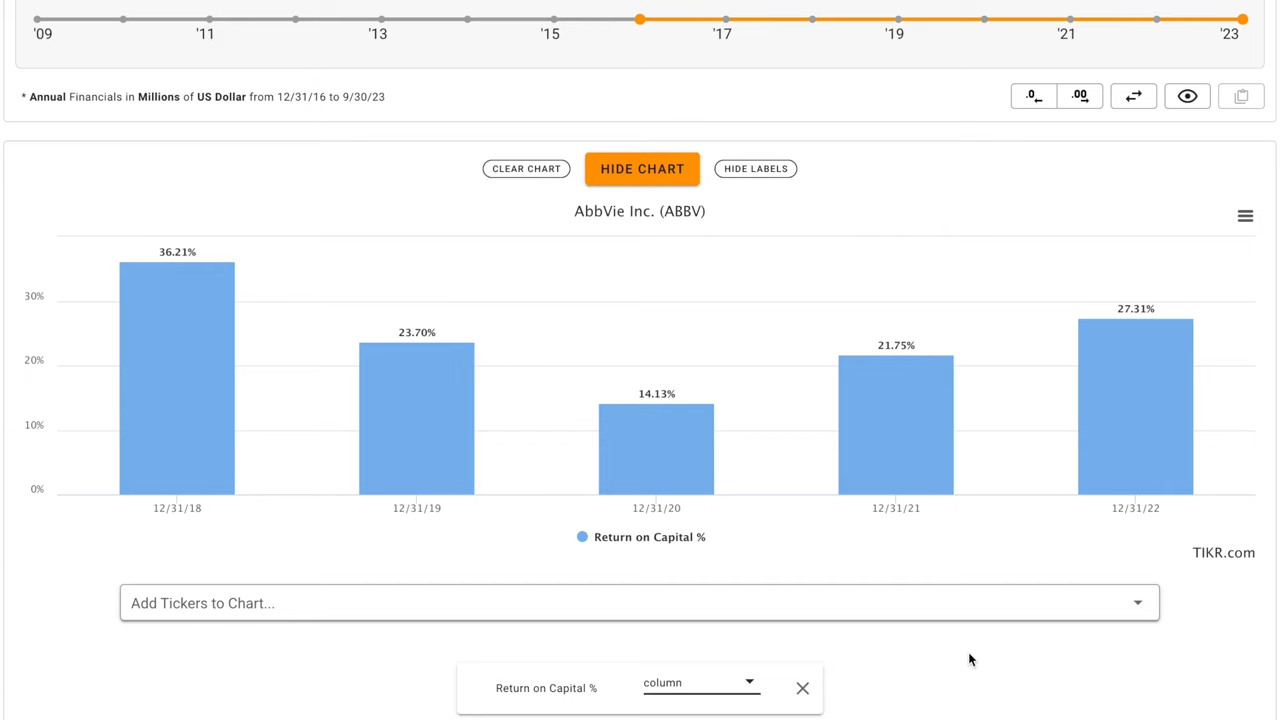 '09 '11 '13 '15 '17 '19 '21 '23
* Annual Financials in Millions of US Dollar from 12/31/16 to 9/30/23
.0 .00
CLEAR CHART HIDE CHART HIDE LABELS
AbbVie Inc. (ABBV)
36.21%
27.31%
23.70%
21.75%
14.13%
30%
20%
10%
0%
12/31/18 12/31/19 12/31/20 12/31/21 12/31/22
Return on Capital %
TIKR.com
Add Tickers to Chart...
Return on Capital % column